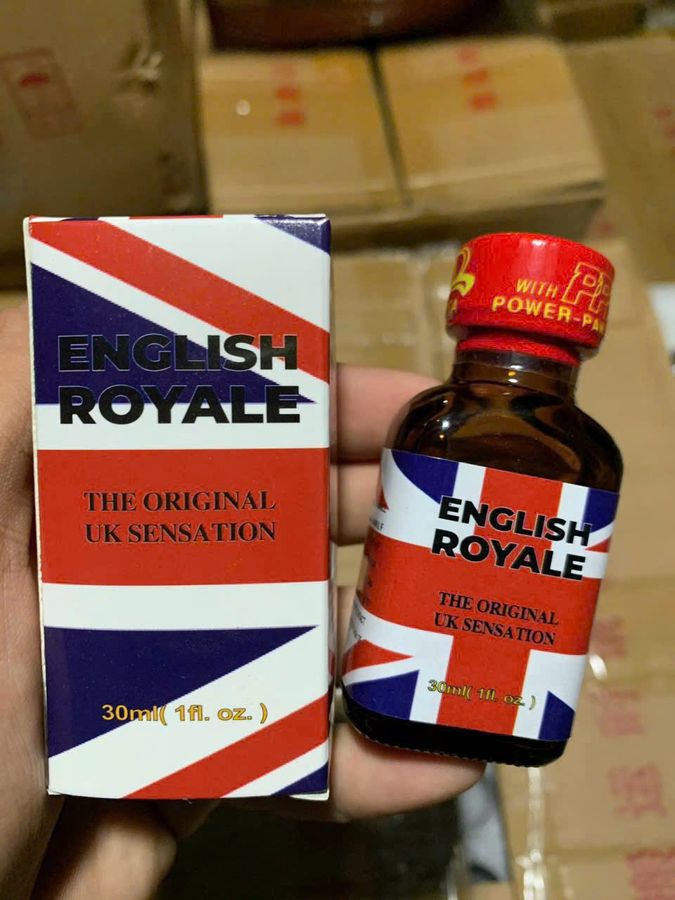 ENGLISH
ROYALE
THE ORIGINAL
UK SENSATION
30ml( 1fl. oz. )
WITH
POWER-PA
ENGLISH
ROYALE
THE ORIGINAL
UK SENSATION
30ml( 1fl. oz. )